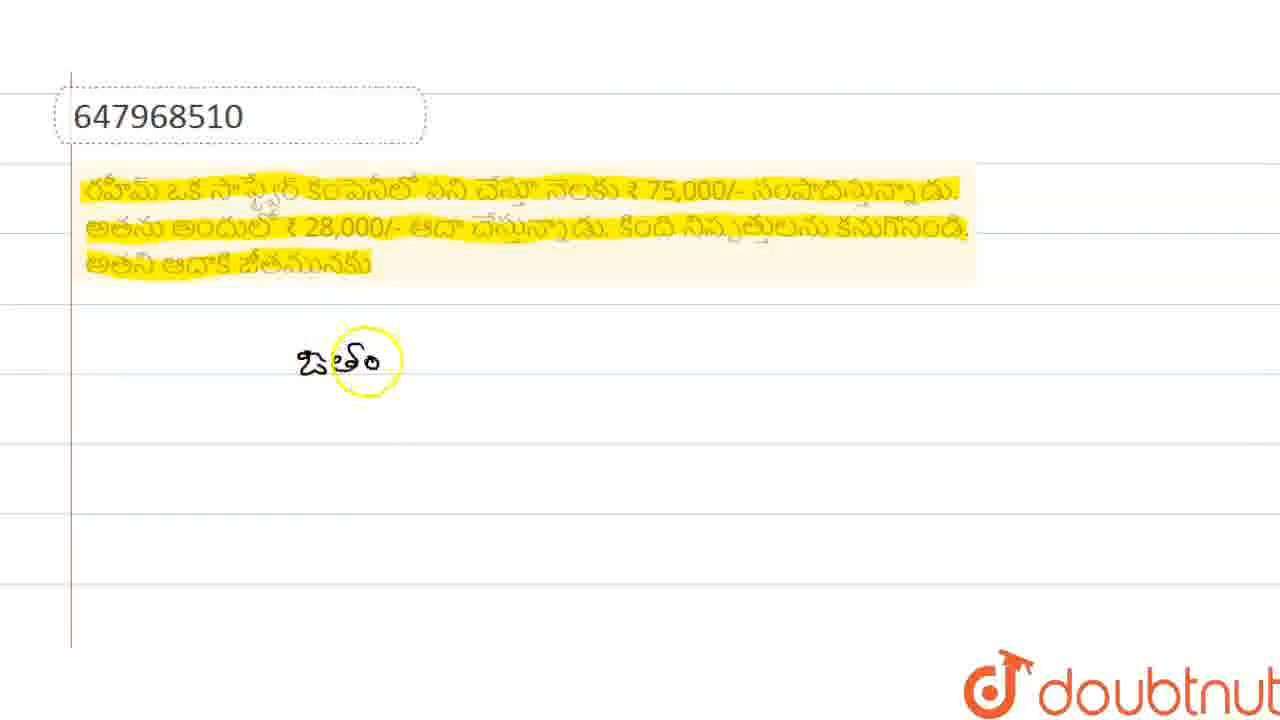 647968510
రహీమ్ ఒక సాఫ్ట్వేర్ కంపెనీలో పని చేస్తూ నెలకు ₹ 75,000/- సంపాదిస్తున్నాడు.
అతను అందులో ₹ 28,000/- ఆదా చేస్తున్నాడు. కింది నిష్పత్తులను కనుగొనండి.
అతని ఆదాకి జీతమునకు
జీతం
doubtnut